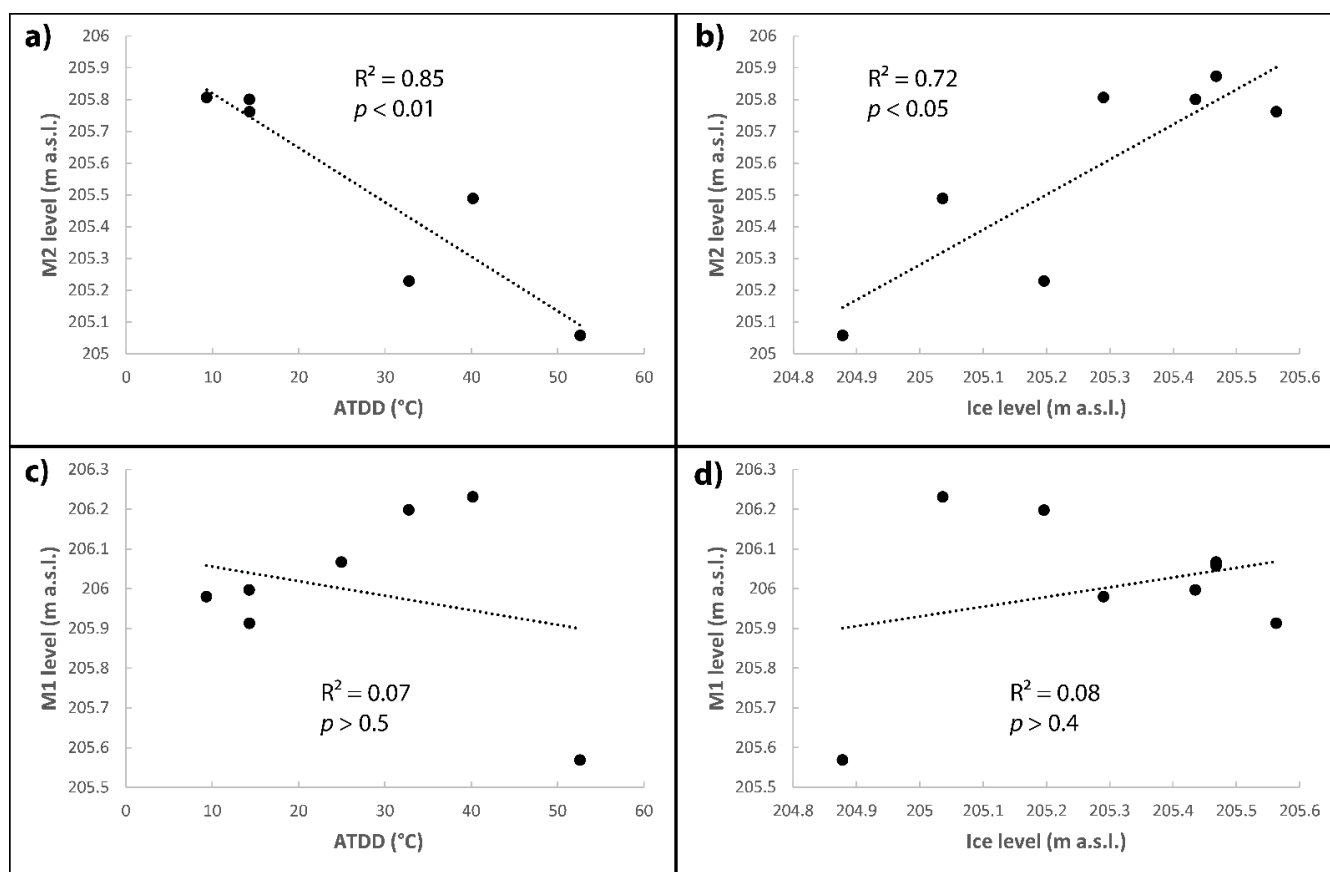 a)
R² = 0.85
p < 0.01
M2 level (m a.s.l.)
206
205.9
205.8
205.7
205.6
205.5
205.4
205.3
205.2
205.1
205
0 10 20 30 40 50 60
ATDD (°C)
b)
R² = 0.72
p < 0.05
M2 level (m a.s.l.)
206
205.9
205.8
205.7
205.6
205.5
205.4
205.3
205.2
205.1
205
204.8 204.9 205 205.1 205.2 205.3 205.4 205.5 205.6
Ice level (m a.s.l.)
c)
M1 level (m a.s.l.)
206.3
206.2
206.1
206
205.9
205.8
205.7
205.6
205.5
R² = 0.07
p > 0.5
0 10 20 30 40 50 60
ATDD (°C)
d)
M1 level (m a.s.l.)
206.3
206.2
206.1
206
205.9
205.8
205.7
205.6
205.5
R² = 0.08
p > 0.4
204.8 204.9 205 205.1 205.2 205.3 205.4 205.5 205.6
Ice level (m a.s.l.)